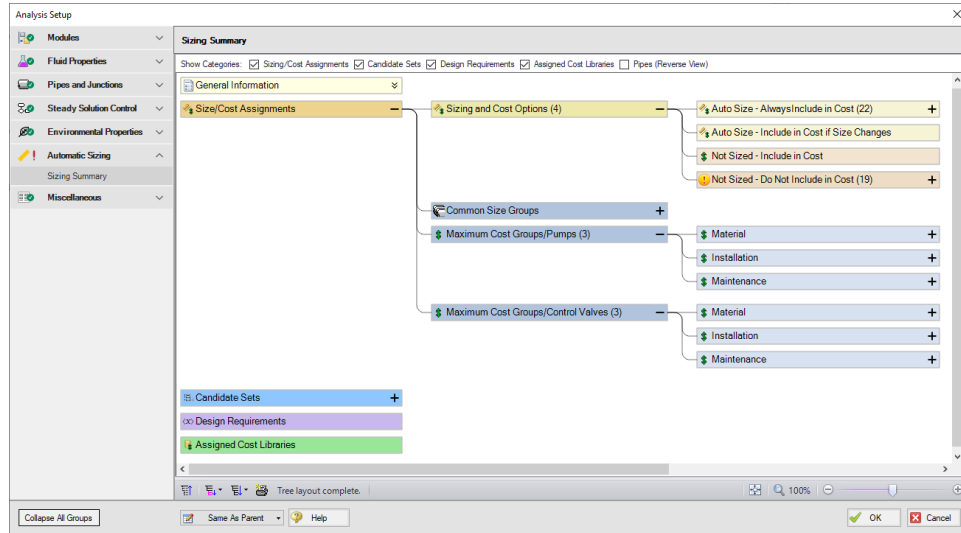 Analysis Setup
Modules
Fluid Properties
Pipes and Junctions
Steady Solution Control
Environmental Properties
Automatic Sizing
Sizing Summary
Miscellaneous
Sizing Summary
Show Categories: Sizing/Cost Assignments Candidate Sets Design Requirements Assigned Cost Libraries Pipes (Reverse View)
General Information
Size/Cost Assignments
Sizing and Cost Options (4)
Auto Size - AlwaysInclude in Cost (22)
Auto Size - Include in Cost if Size Changes
Not Sized - Include in Cost
Not Sized - Do Not Include in Cost (19)
Common Size Groups
Maximum Cost Groups/Pumps (3)
Material
Installation
Maintenance
Maximum Cost Groups/Control Valves (3)
Material
Installation
Maintenance
Candidate Sets
Design Requirements
Assigned Cost Libraries
Tree layout complete.
100%
Collapse All Groups
Same As Parent
Help
OK
Cancel